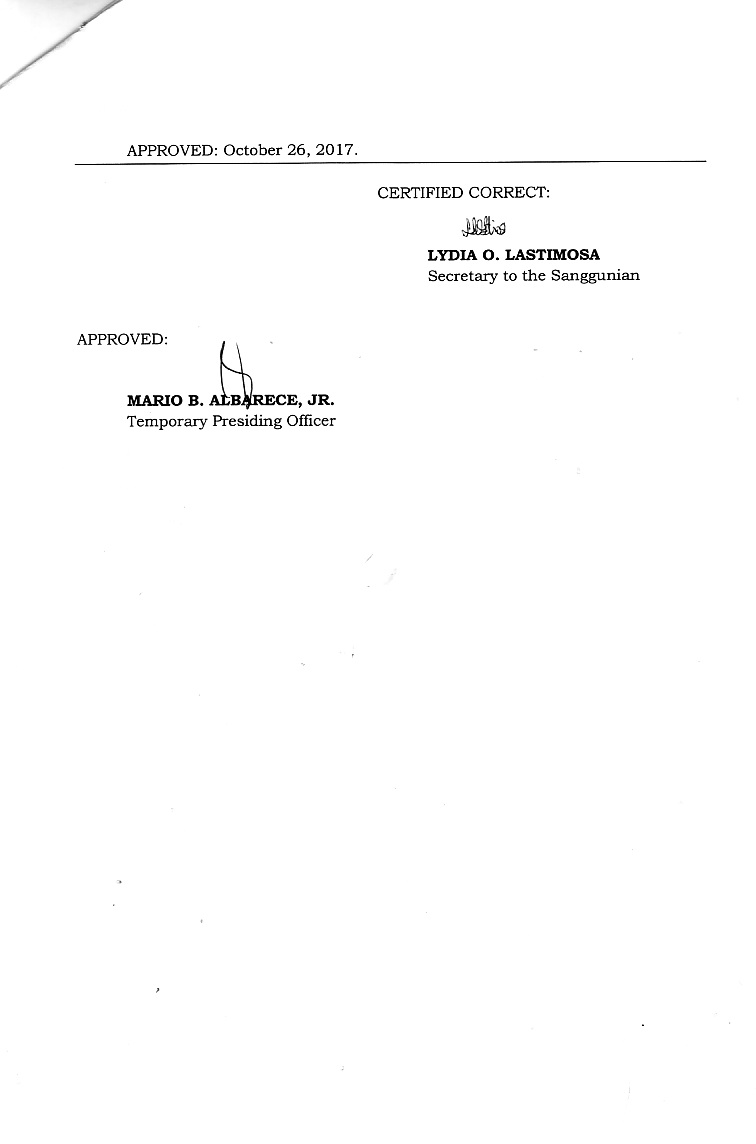 APPROVED: October 26, 2017.
CERTIFIED CORRECT:
LYDIA O. LASTIMOSA
Secretary to the Sanggunian
APPROVED:
MARIO B. ALBARECE, JR.
Temporary Presiding Officer